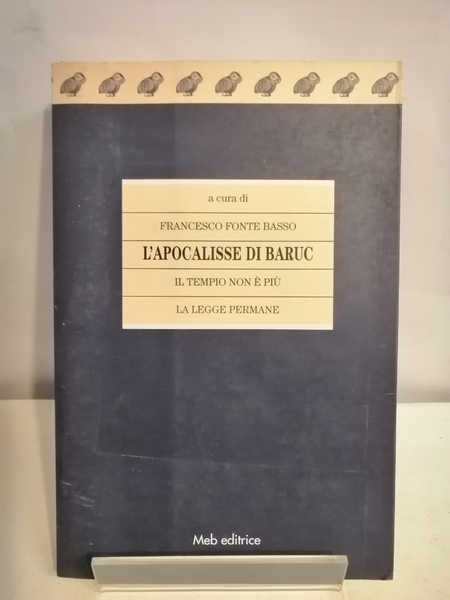 a cura di
FRANCESCO FONTE BASSO
L'APOCALISSE DI BARUC
IL TEMPIO NON È PIÙ
LA LEGGE PERMANE
Meb editrice